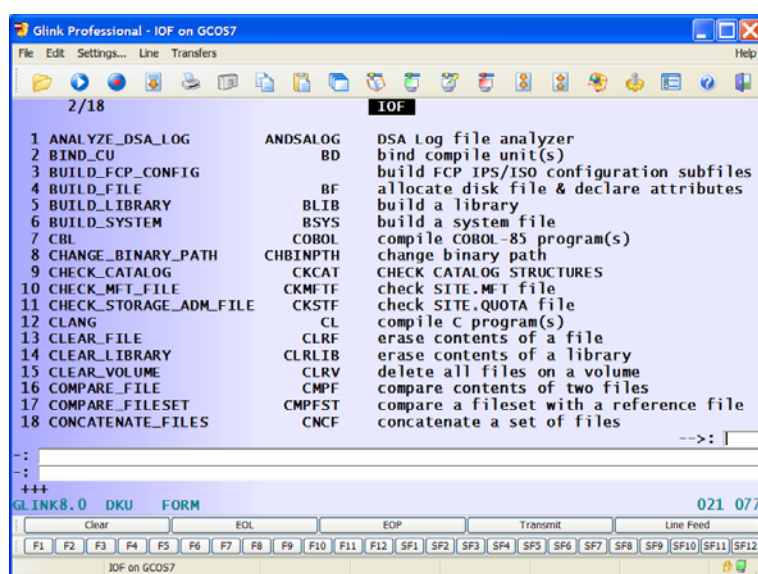 Glink Professional - IOF on GCOS7
File Edit Settings... Line Transfers Help
2/18 IOF
1 ANALYZE_DSA_LOG ANDSALOG DSA Log file analyzer
2 BIND_CU BD bind compile unit(s)
3 BUILD_FCP_CONFIG build FCP IPS/ISO configuration subfiles
4 BUILD_FILE BF allocate disk file & declare attributes
5 BUILD_LIBRARY BLIB build a library
6 BUILD_SYSTEM BSYS build a system file
7 CBL COBOL compile COBOL-85 program(s)
8 CHANGE_BINARY_PATH CHBINPTH change binary path
9 CHECK_CATALOG CKCAT CHECK CATALOG STRUCTURES
10 CHECK_MFT_FILE CKMFTF check SITE.MFT file
11 CHECK_STORAGE_ADM_FILE CKSTF check SITE.QUOTA file
12 CLANG CL compile C program(s)
13 CLEAR_FILE CLRF erase contents of a file
14 CLEAR_LIBRARY CLRLIB erase contents of a library
15 CLEAR_VOLUME CLRV delete all files on a volume
16 COMPARE_FILE CMPF compare contents of two files
17 COMPARE_FILESET CMPFST compare a fileset with a reference file
18 CONCATENATE_FILES CNCF concatenate a set of files
-->:
-:
-:
+++
GLINK8.0 DKU FORM 021 077
Clear EOL EOP Transmit Line Feed
F1 F2 F3 F4 F5 F6 F7 F8 F9 F10 F11 F12 SF1 SF2 SF3 SF4 SF5 SF6 SF7 SF8 SF9 SF10 SF11 SF12
IOF on GCOS7